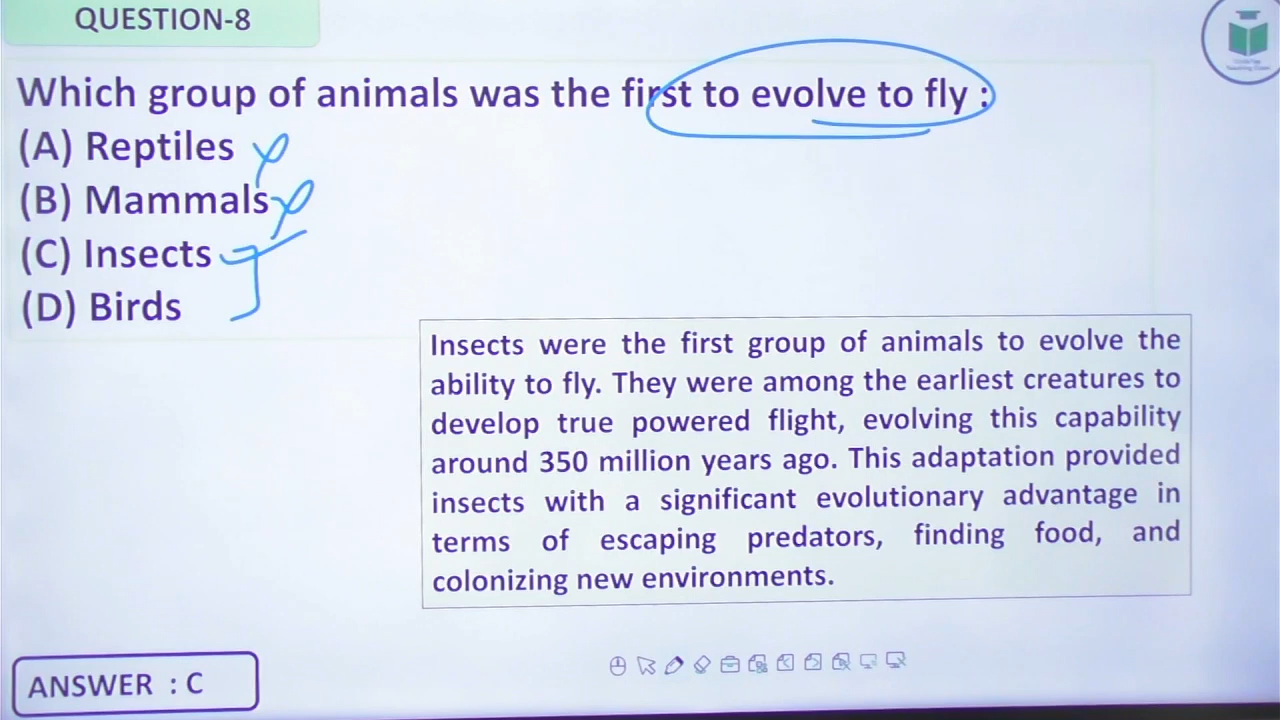 QUESTION-8
Which group of animals was the first to evolve to fly :
(A) Reptiles
(B) Mammals
(C) Insects
(D) Birds
Insects were the first group of animals to evolve the
ability to fly. They were among the earliest creatures to
develop true powered flight, evolving this capability
around 350 million years ago. This adaptation provided
insects with a significant evolutionary advantage in
terms of escaping predators, finding food, and
colonizing new environments.
ANSWER : C